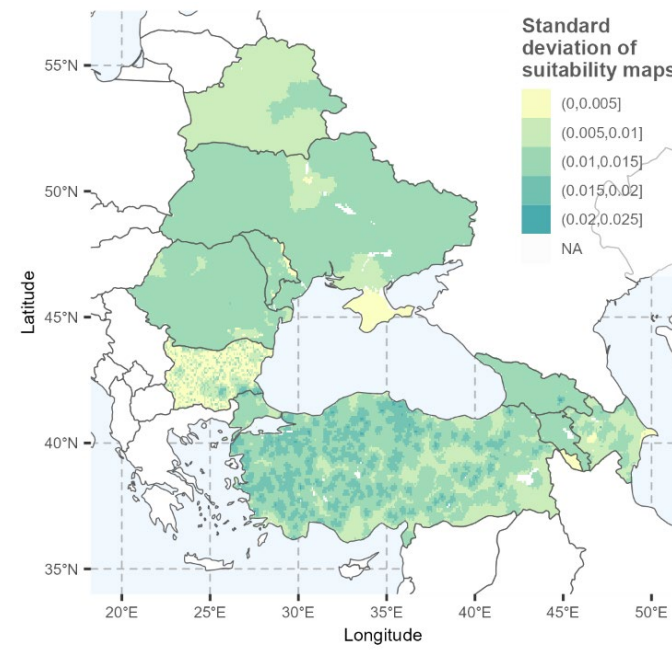 Standard
deviation of
suitability maps
(0,0.005]
(0.005,0.01]
(0.01,0.015]
(0.015,0.02]
(0.02,0.025]
NA
55°N
50°N
45°N
40°N
35°N
Latitude
20°E 25°E 30°E 35°E 40°E 45°E 50°E
Longitude